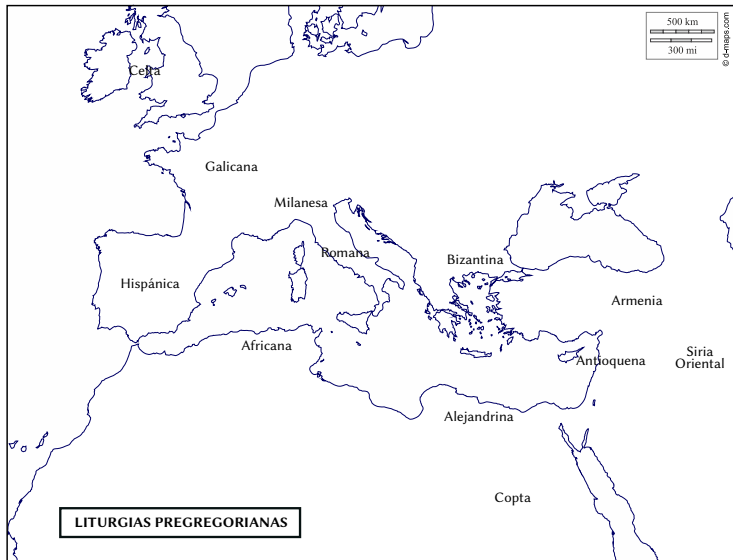 500 km
300 mi
© d-maps.com
Celta
Galicana
Milanesa
Romana
Bizantina
Hispánica
Armenia
Africana
Antioquena
Siria
Oriental
Alejandrina
Copta
LITURGIAS PREGREGORIANAS